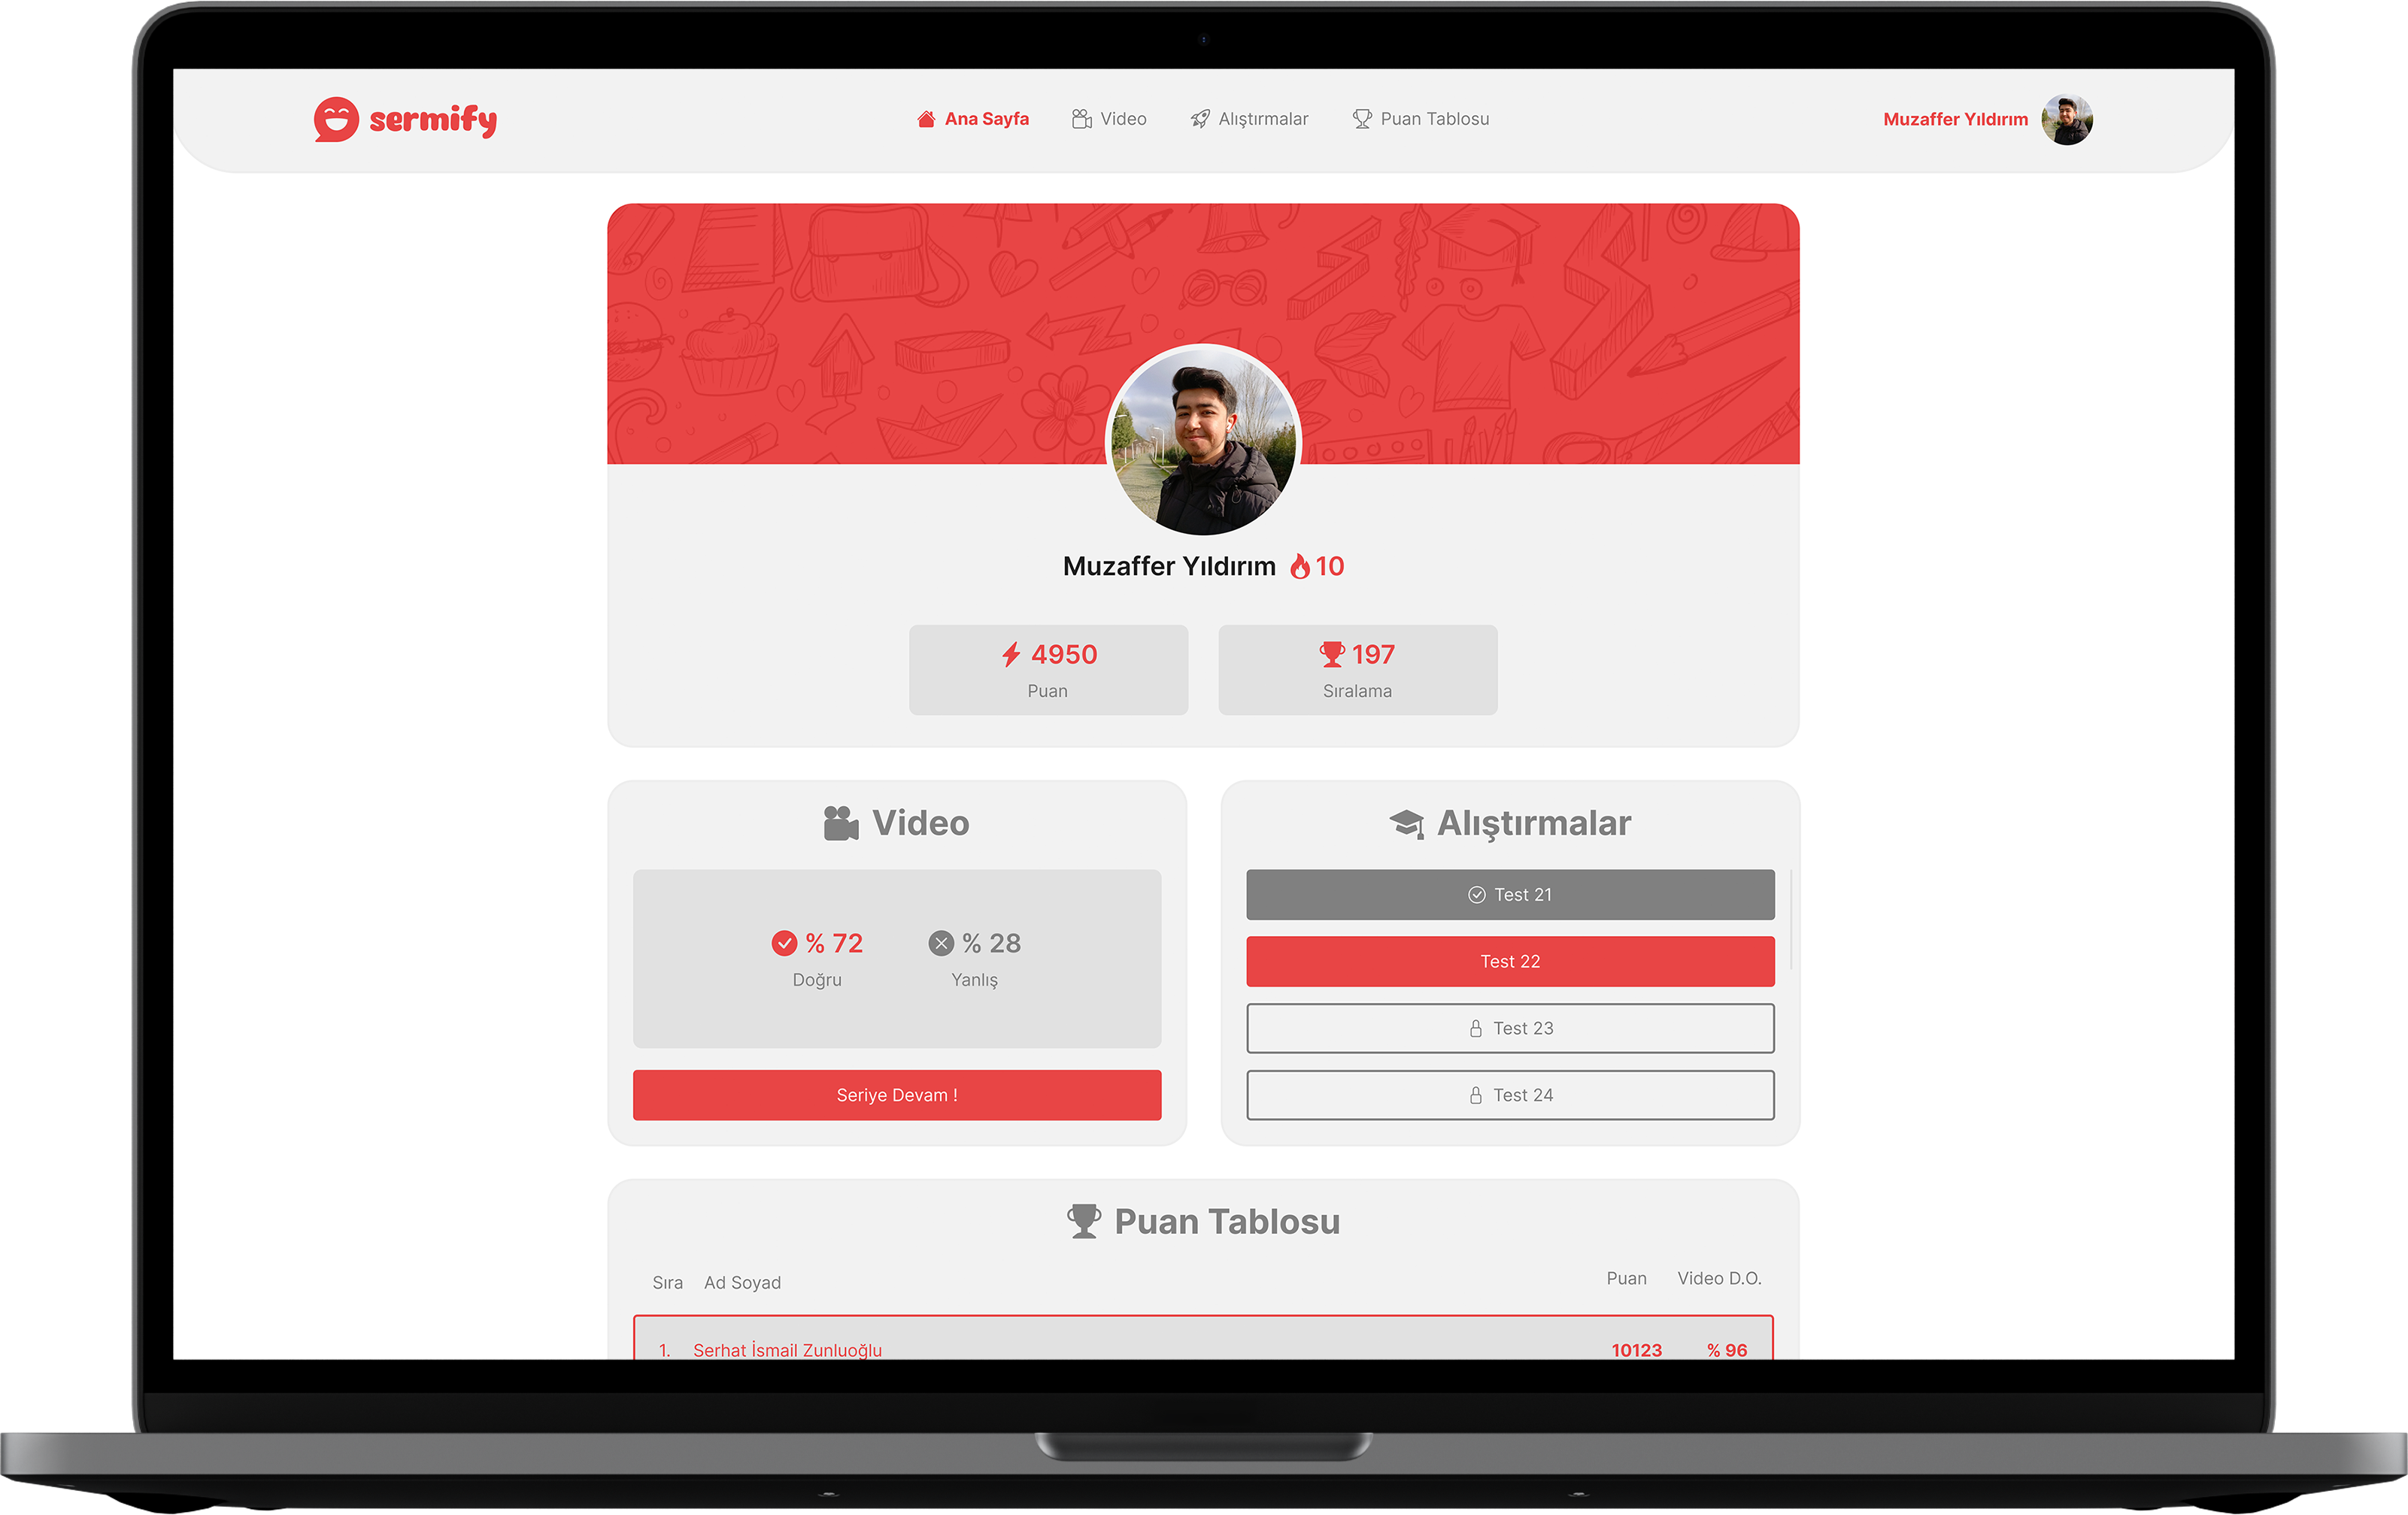 sermify
Ana Sayfa
Video
Alıştırmalar
Puan Tablosu
Muzaffer Yıldırım
Muzaffer Yıldırım 10
4950
Puan
197
Sıralama
Video
% 72
Doğru
% 28
Yanlış
Seriye Devam !
Alıştırmalar
Test 21
Test 22
Test 23
Test 24
Puan Tablosu
Sıra Ad Soyad Puan Video D.O.
1. Serhat İsmail Zunluoğlu 10123 % 96